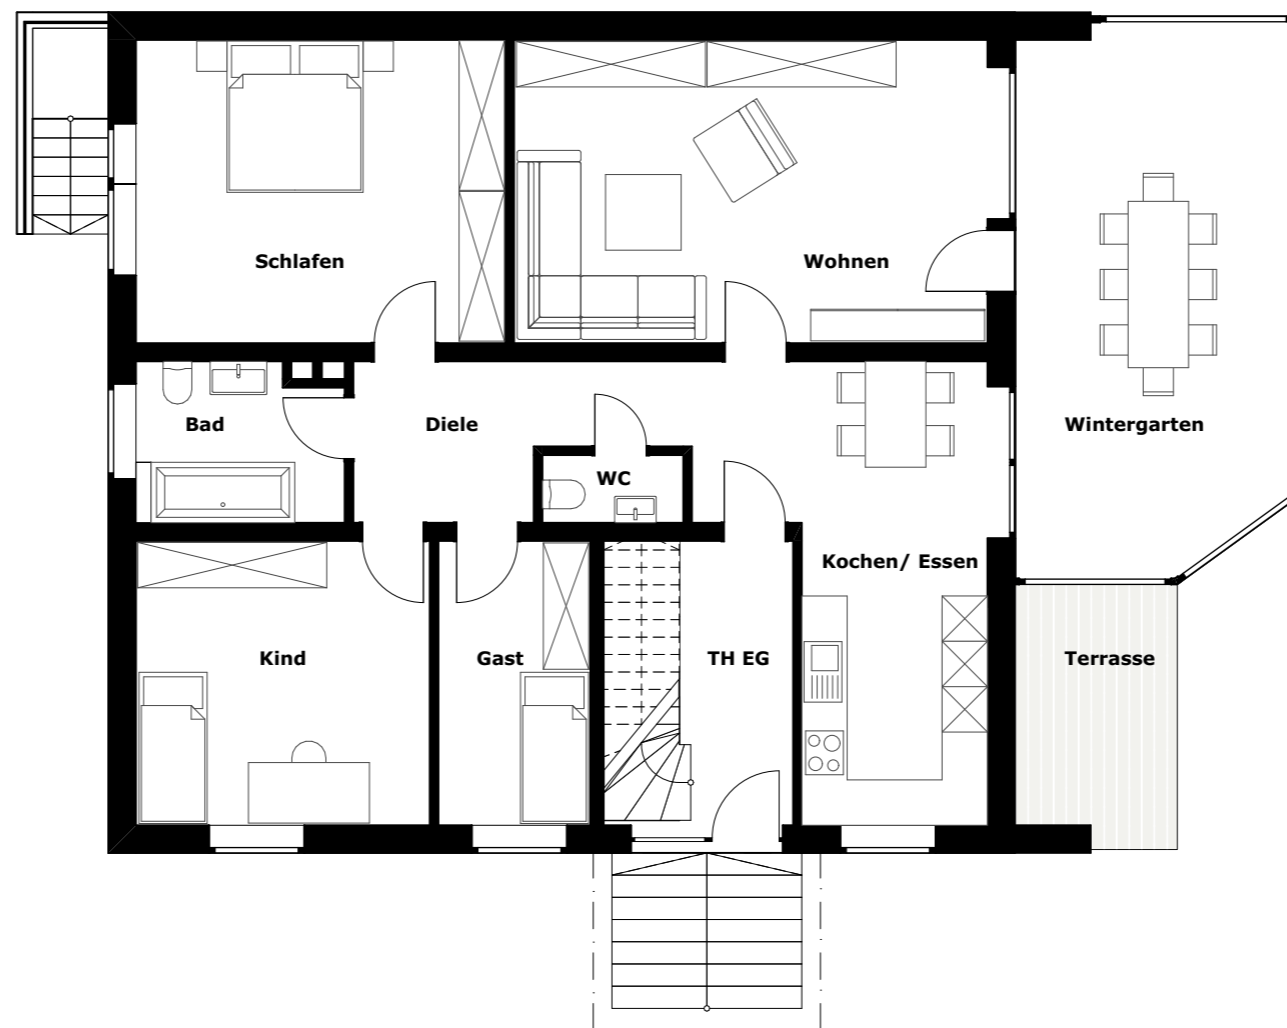 Schlafen
Wohnen
Bad
Diele
Wintergarten
WC
Kochen/ Essen
Kind
Gast
TH EG
Terrasse